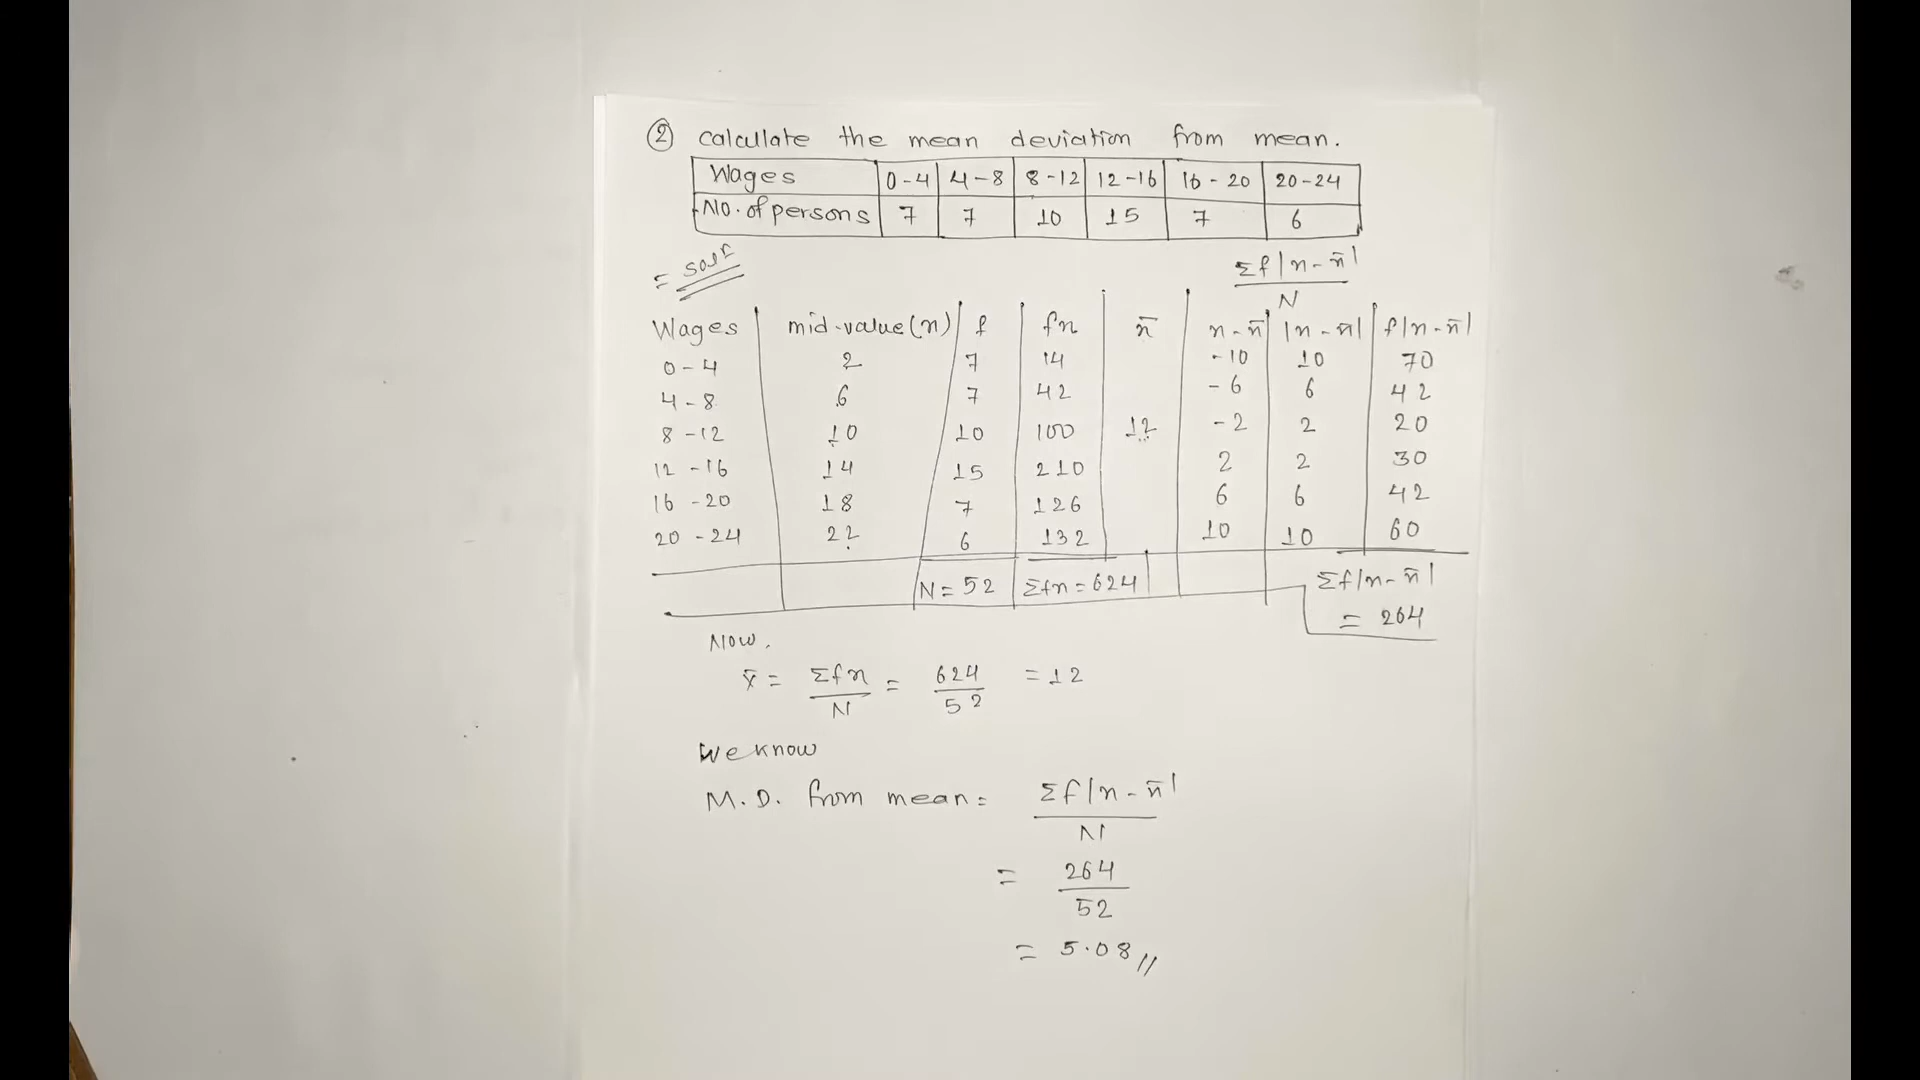 ② calculate the mean deviation from mean.
Wages 0-4 4-8 8-12 12-16 16-20 20-24
No. of persons 7 7 10 15 7 6
= solⁿ
Σf|x-x̄|
N
Wages mid-value(x) f fx x̄ x-x̄ |x-x̄| f|x-x̄|
0-4 2 7 14 -10 10 70
4-8 6 7 42 -6 6 42
8-12 10 10 100 12 -2 2 20
12-16 14 15 210 2 2 30
16-20 18 7 126 6 6 42
20-24 22 6 132 10 10 60
N=52 Σfx=624 Σf|x-x̄|
= 264
Now,
x̄ = Σfx/N = 624/52 = 12
We know
M.D. from mean = Σf|x-x̄|
N
= 264
52
= 5.08//